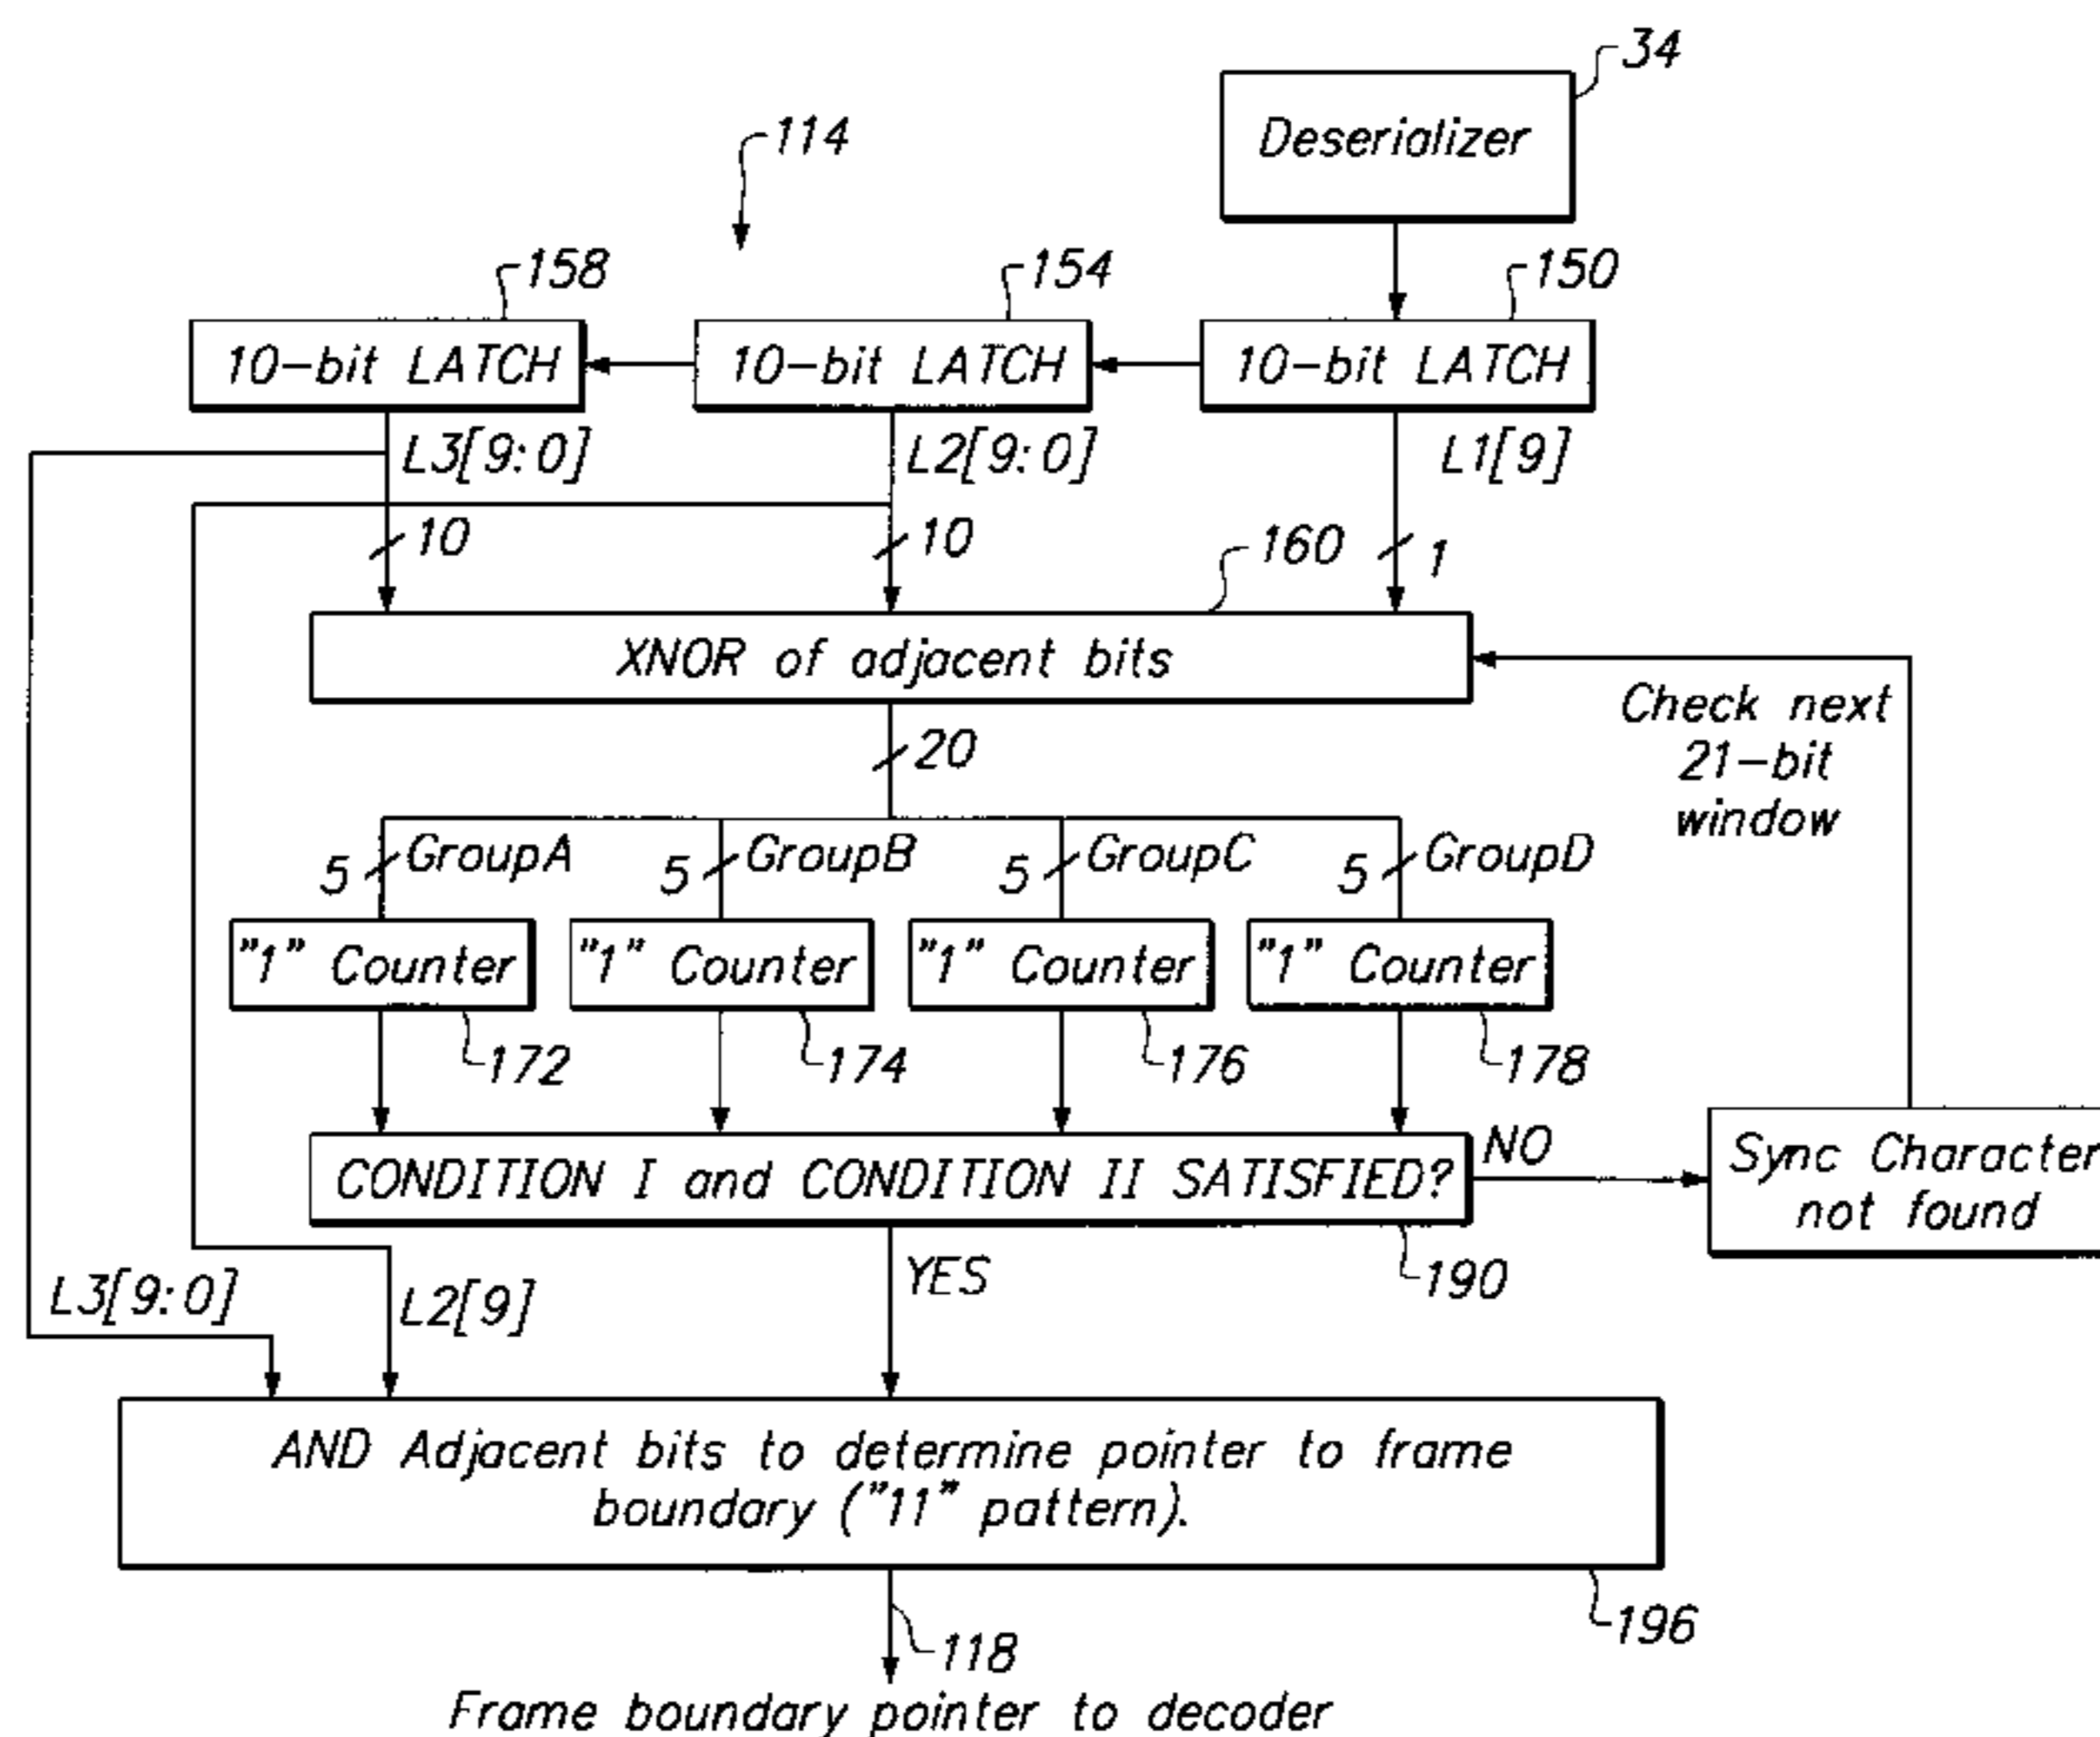 34
Deserializer
114
158
154
150
10-bit LATCH
10-bit LATCH
10-bit LATCH
L3[9:0]
L2[9:0]
L1[9]
10
10
160
1
XNOR of adjacent bits
Check next
21-bit
window
20
5
GroupA
5
GroupB
5
GroupC
5
GroupD
"1" Counter
"1" Counter
"1" Counter
"1" Counter
172
174
176
178
CONDITION I and CONDITION II SATISFIED?
NO
Sync Character
not found
190
YES
L3[9:0]
L2[9]
AND Adjacent bits to determine pointer to frame
boundary ("11" pattern).
196
118
Frame boundary pointer to decoder